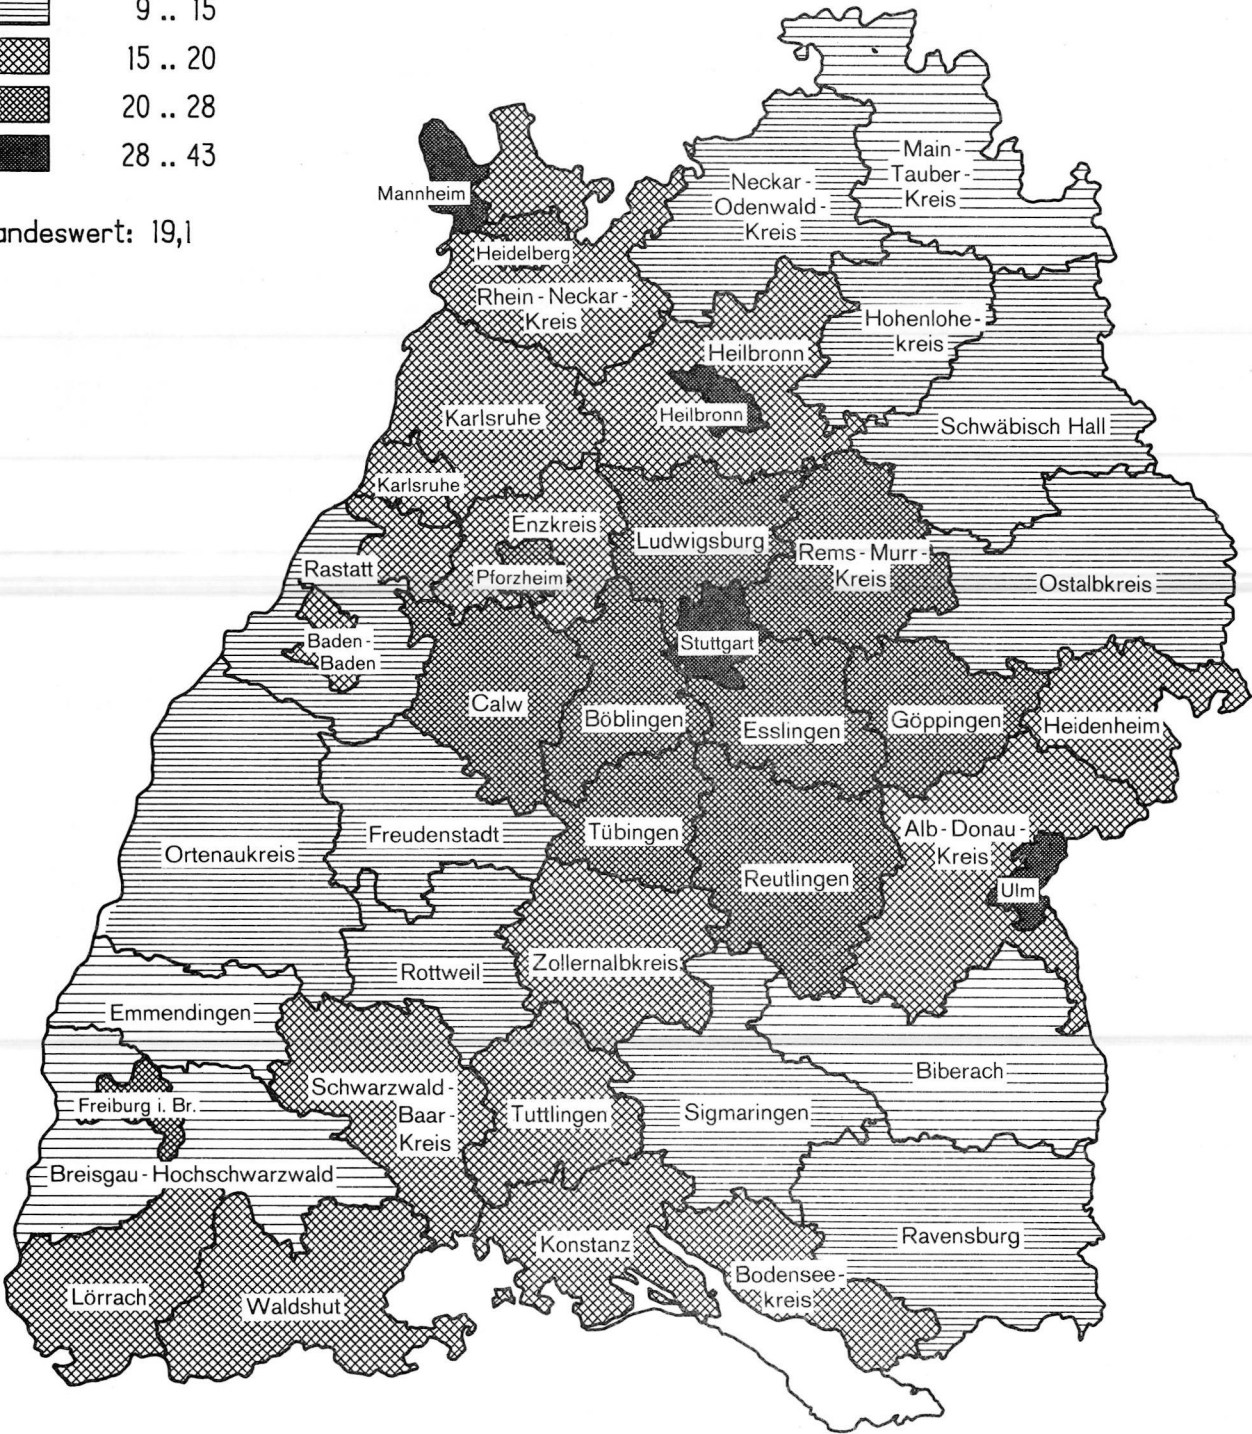 9 .. 15
15 .. 20
20 .. 28
28 .. 43
andeswert: 19,1
Main-
Tauber-
Kreis
Mannheim
Neckar-
Odenwald-
Kreis
Heidelberg
Rhein-Neckar-
Kreis
Hohenlohe-
kreis
Heilbronn
Karlsruhe
Heilbronn
Schwäbisch Hall
Karlsruhe
Enzkreis
Ludwigsburg
Rems-Murr-
Kreis
Rastatt
Pforzheim
Ostalbkreis
Baden-
Baden
Stuttgart
Calw
Böblingen
Esslingen
Göppingen
Heidenheim
Freudenstadt
Tübingen
Alb-Donau-
Kreis
Ortenaukreis
Reutlingen
Ulm
Rottweil
Zollernalbkreis
Emmendingen
Biberach
Schwarzwald-
Baar-
Kreis
Freiburg i. Br.
Tuttlingen
Sigmaringen
Breisgau-Hochschwarzwald
Konstanz
Ravensburg
Lörrach
Waldshut
Bodensee-
kreis